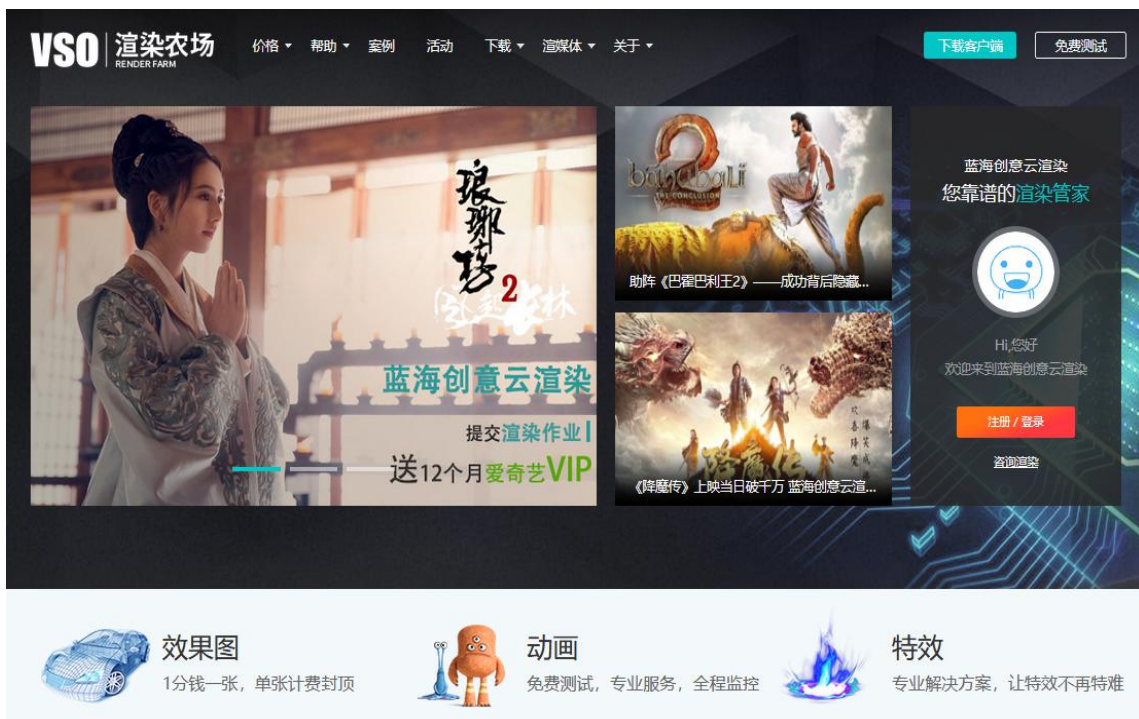 VSO 渲染农场
RENDER FARM
价格 帮助 案例 活动 下载 渲媒体 关于
下载客户端 免费测试
琅琊榜
2
蓝海创意云渲染
提交渲染作业
送12个月爱奇艺VIP
2
THE CONCLUSION
助阵《巴霍巴利王2》——成功背后隐藏...
降魔传
《降魔传》上映当日破千万 蓝海创意云渲...
蓝海创意云渲染
您靠谱的渲染管家
Hi,您好
欢迎来到蓝海创意云渲染
注册 / 登录
咨询渲染
效果图
1分钱一张，单张计费封顶
动画
免费测试，专业服务，全程监控
特效
专业解决方案，让特效不再特难